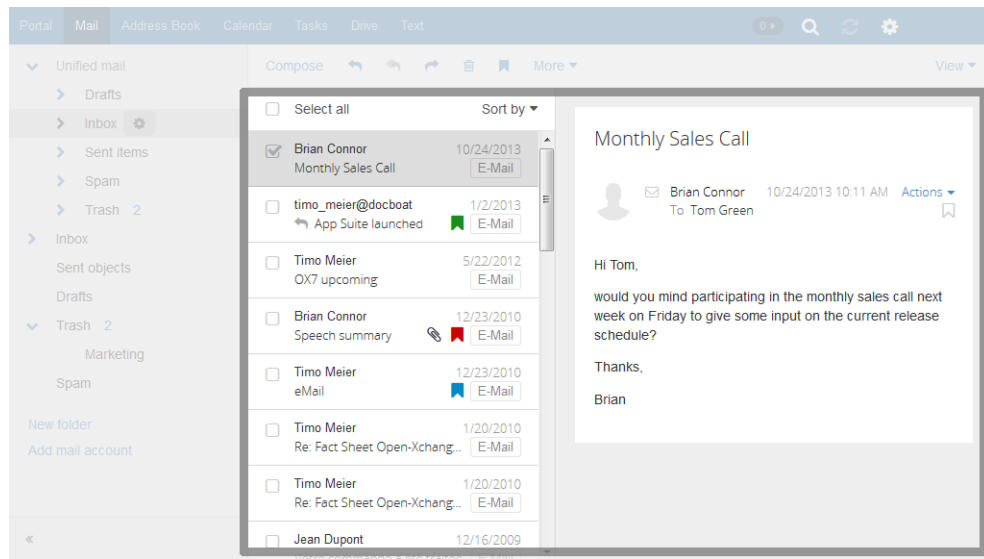 Portal Mail Address Book Calendar Tasks Drive Text 0
Unified mail
Drafts
Inbox
Sent items
Spam
Trash 2
Inbox
Sent objects
Drafts
Trash 2
Marketing
Spam
New folder
Add mail account
Compose More View
Select all Sort by
Brian Connor 10/24/2013
Monthly Sales Call E-Mail
timo_meier@docboat 1/2/2013
App Suite launched E-Mail
Timo Meier 5/22/2012
OX7 upcoming E-Mail
Brian Connor 12/23/2010
Speech summary E-Mail
Timo Meier 12/23/2010
eMail E-Mail
Timo Meier 1/20/2010
Re: Fact Sheet Open-Xchang... E-Mail
Timo Meier 1/20/2010
Re: Fact Sheet Open-Xchang... E-Mail
Jean Dupont 12/16/2009
Monthly Sales Call
Brian Connor 10/24/2013 10:11 AM Actions
To Tom Green
Hi Tom,
would you mind participating in the monthly sales call next
week on Friday to give some input on the current release
schedule?
Thanks,
Brian